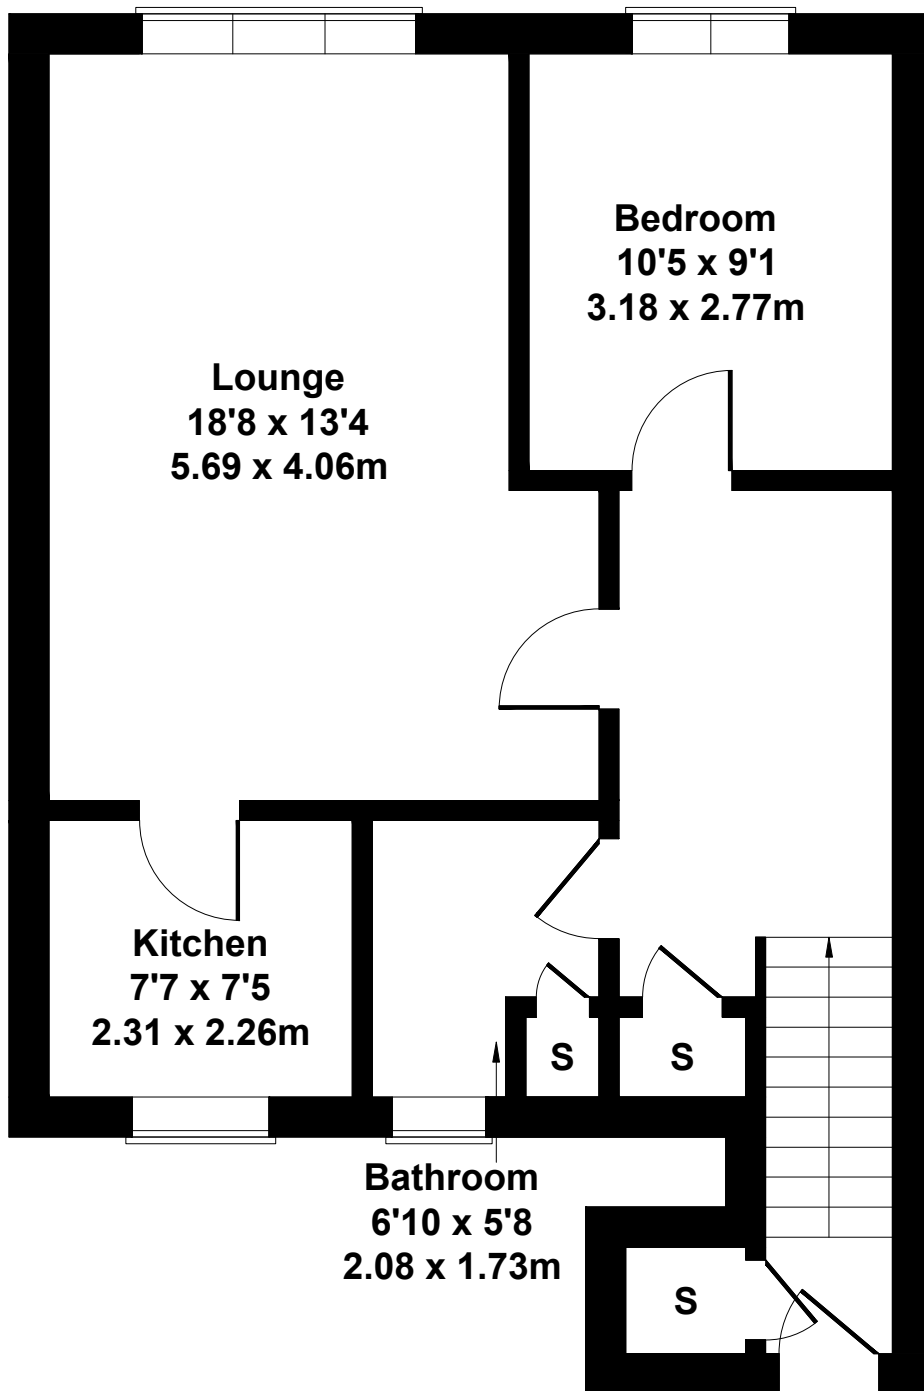 Bedroom
10'5 x 9'1
3.18 x 2.77m
Lounge
18'8 x 13'4
5.69 x 4.06m
Kitchen
7'7 x 7'5
2.31 x 2.26m
S
S
Bathroom
6'10 x 5'8
2.08 x 1.73m
S